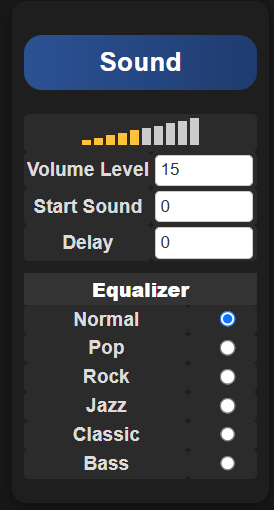 Sound
Volume Level 15
Start Sound 0
Delay 0
Equalizer
Normal
Pop
Rock
Jazz
Classic
Bass